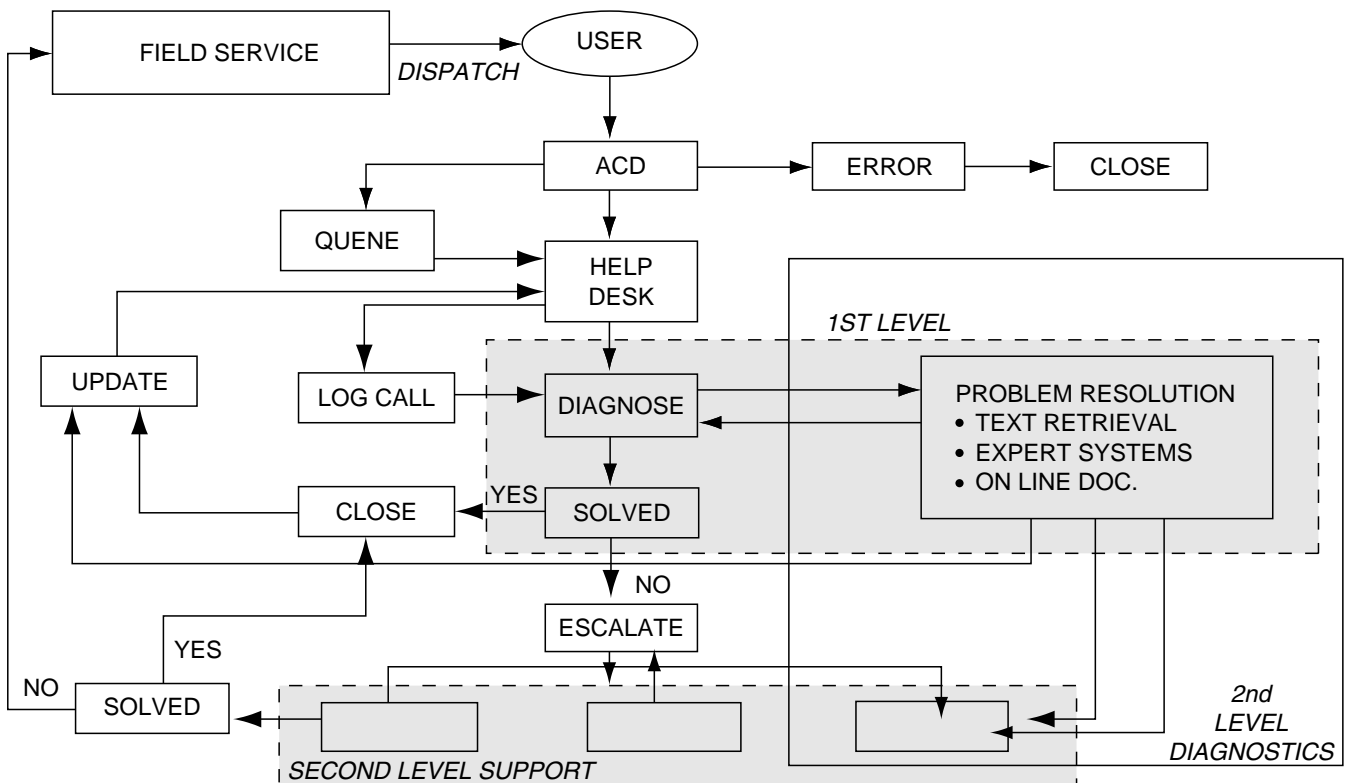 FIELD SERVICE
USER
DISPATCH
ACD
ERROR
CLOSE
QUENE
HELP
DESK
1ST LEVEL
UPDATE
LOG CALL
DIAGNOSE
PROBLEM RESOLUTION
• TEXT RETRIEVAL
• EXPERT SYSTEMS
• ON LINE DOC.
YES
CLOSE
SOLVED
NO
ESCALATE
YES
NO
SOLVED
2nd
LEVEL
DIAGNOSTICS
SECOND LEVEL SUPPORT